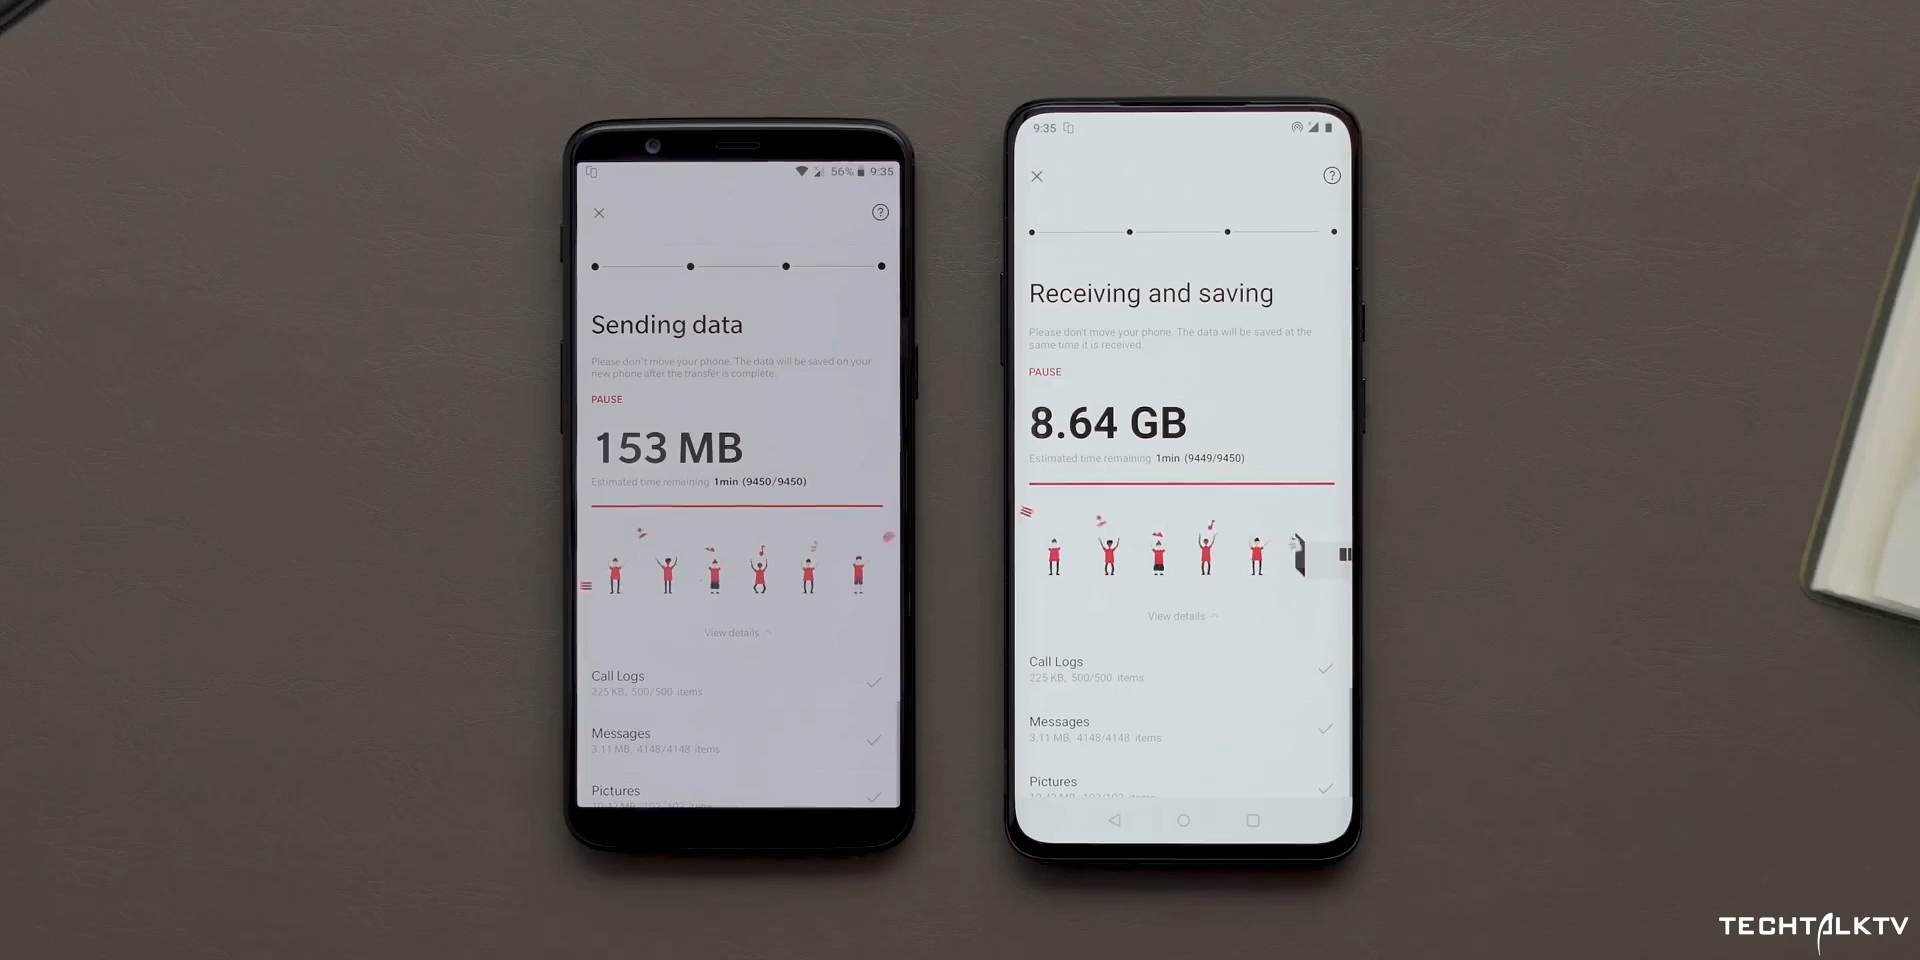 56% 9:35
Sending data
Please don't move your phone. The data will be saved on your
new phone after the transfer is complete.
PAUSE
153 MB
Estimated time remaining 1min (9450/9450)
View details
Call Logs
225 KB, 500/500 items
Messages
3.11 MB, 4148/4148 items
Pictures
9:35
Receiving and saving
Please don't move your phone. The data will be saved at the
same time it is received.
PAUSE
8.64 GB
Estimated time remaining 1min (9449/9450)
View details
Call Logs
225 KB, 500/500 items
Messages
3.11 MB, 4148/4148 items
Pictures
TECHTALKTV